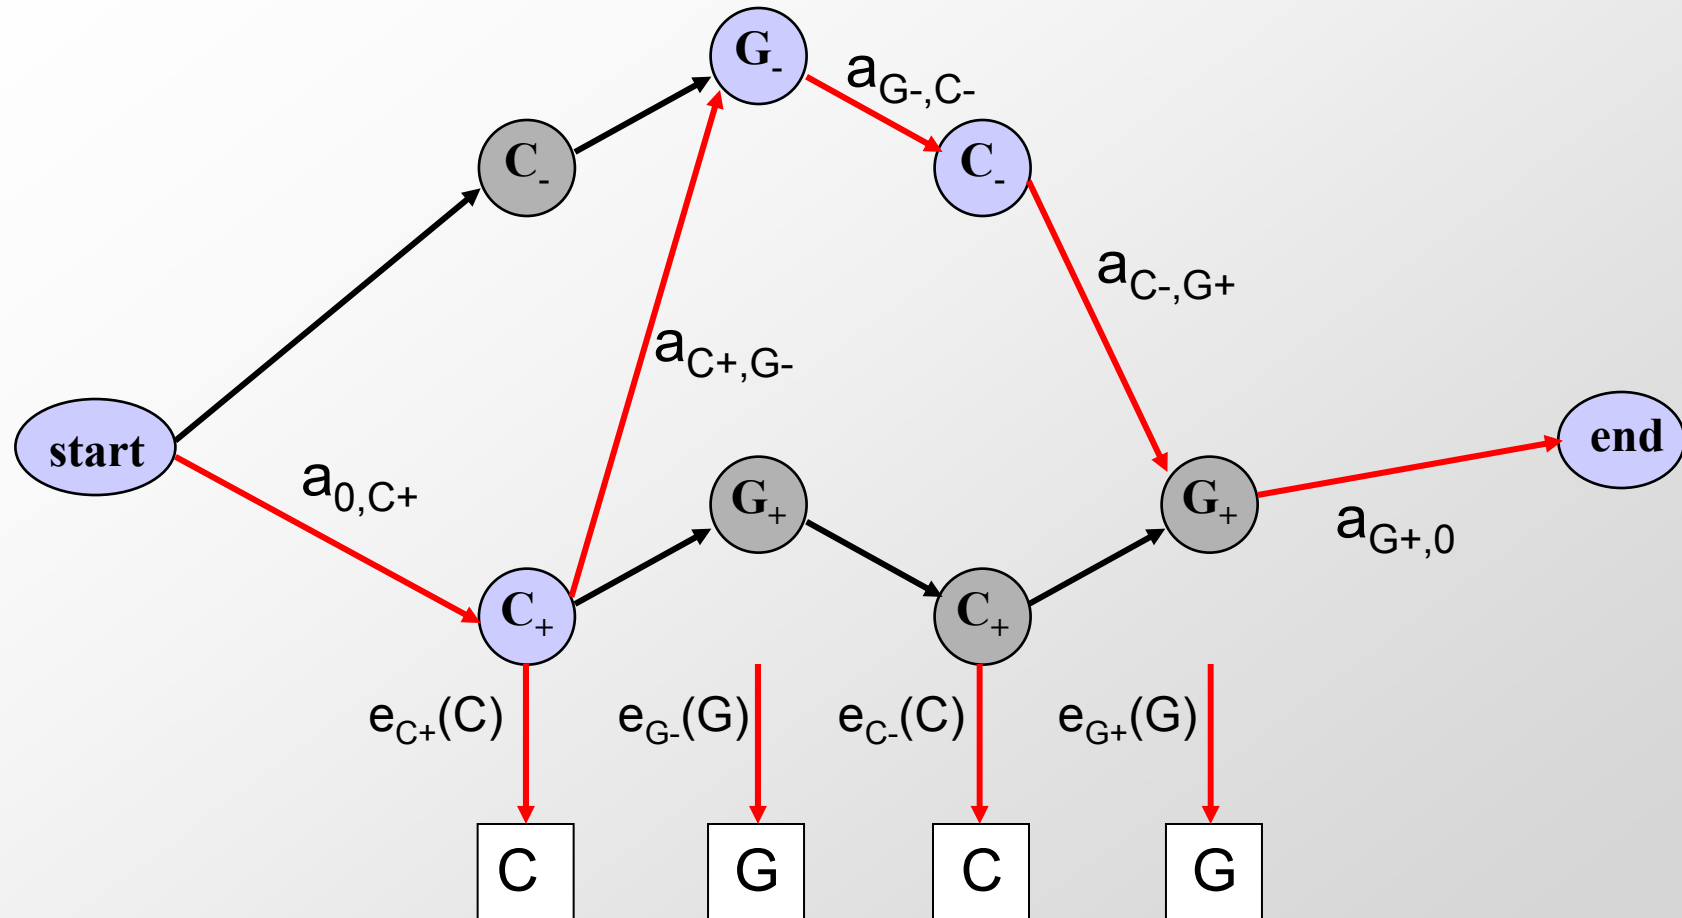 G-
aG-,C-
C-
C-
aC-,G+
aC+,G-
start
end
a0,C+
G+
G+
aG+,0
C+
C+
eC+(C)
eG-(G)
eC-(C)
eG+(G)
C
G
C
G